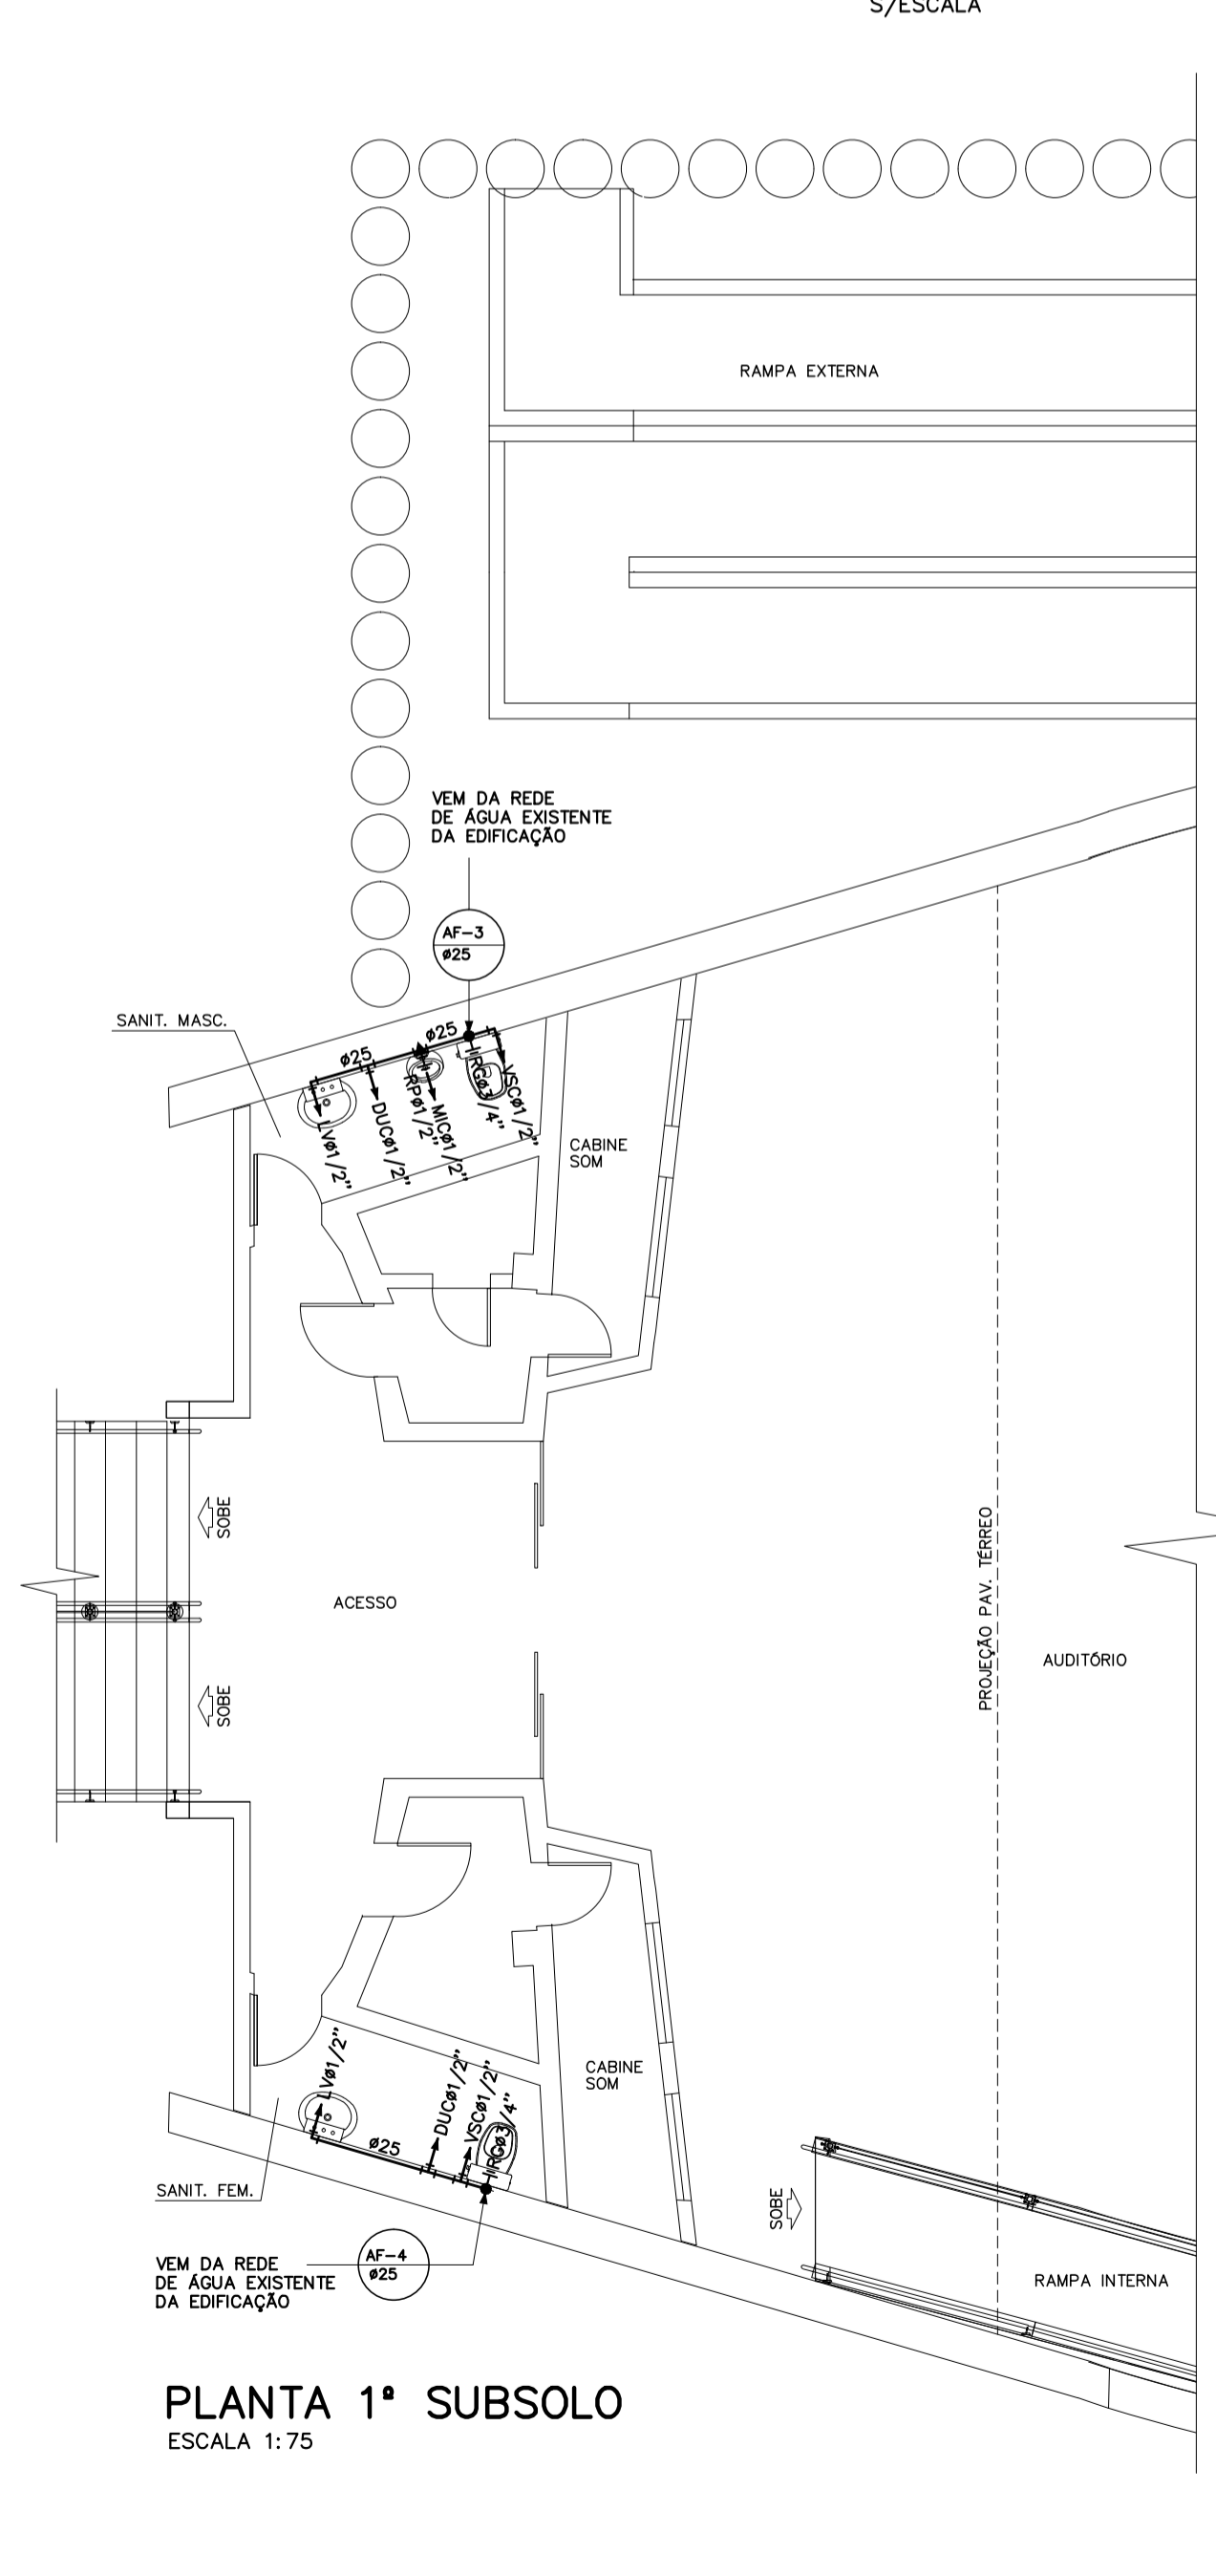 S/ESCALA
RAMPA EXTERNA
VEM DA REDE
DE ÁGUA EXISTENTE
DA EDIFICAÇÃO
AF-3
ø25
SANIT. MASC.
ø25
ø25
LVø1/2"
DUCø1/2"
RPø1/2"
MICø1/2"
RGø3/4"
VSCø1/2"
CABINE
SOM
SOBE
ACESSO
PROJEÇÃO PAV. TÉRREO
AUDITÓRIO
SOBE
LVø1/2"
DUCø1/2"
VSCø1/2"
RGø3/4"
ø25
CABINE
SOM
SANIT. FEM.
SOBE
AF-4
ø25
VEM DA REDE
DE ÁGUA EXISTENTE
DA EDIFICAÇÃO
RAMPA INTERNA
PLANTA 1º SUBSOLO
ESCALA 1:75